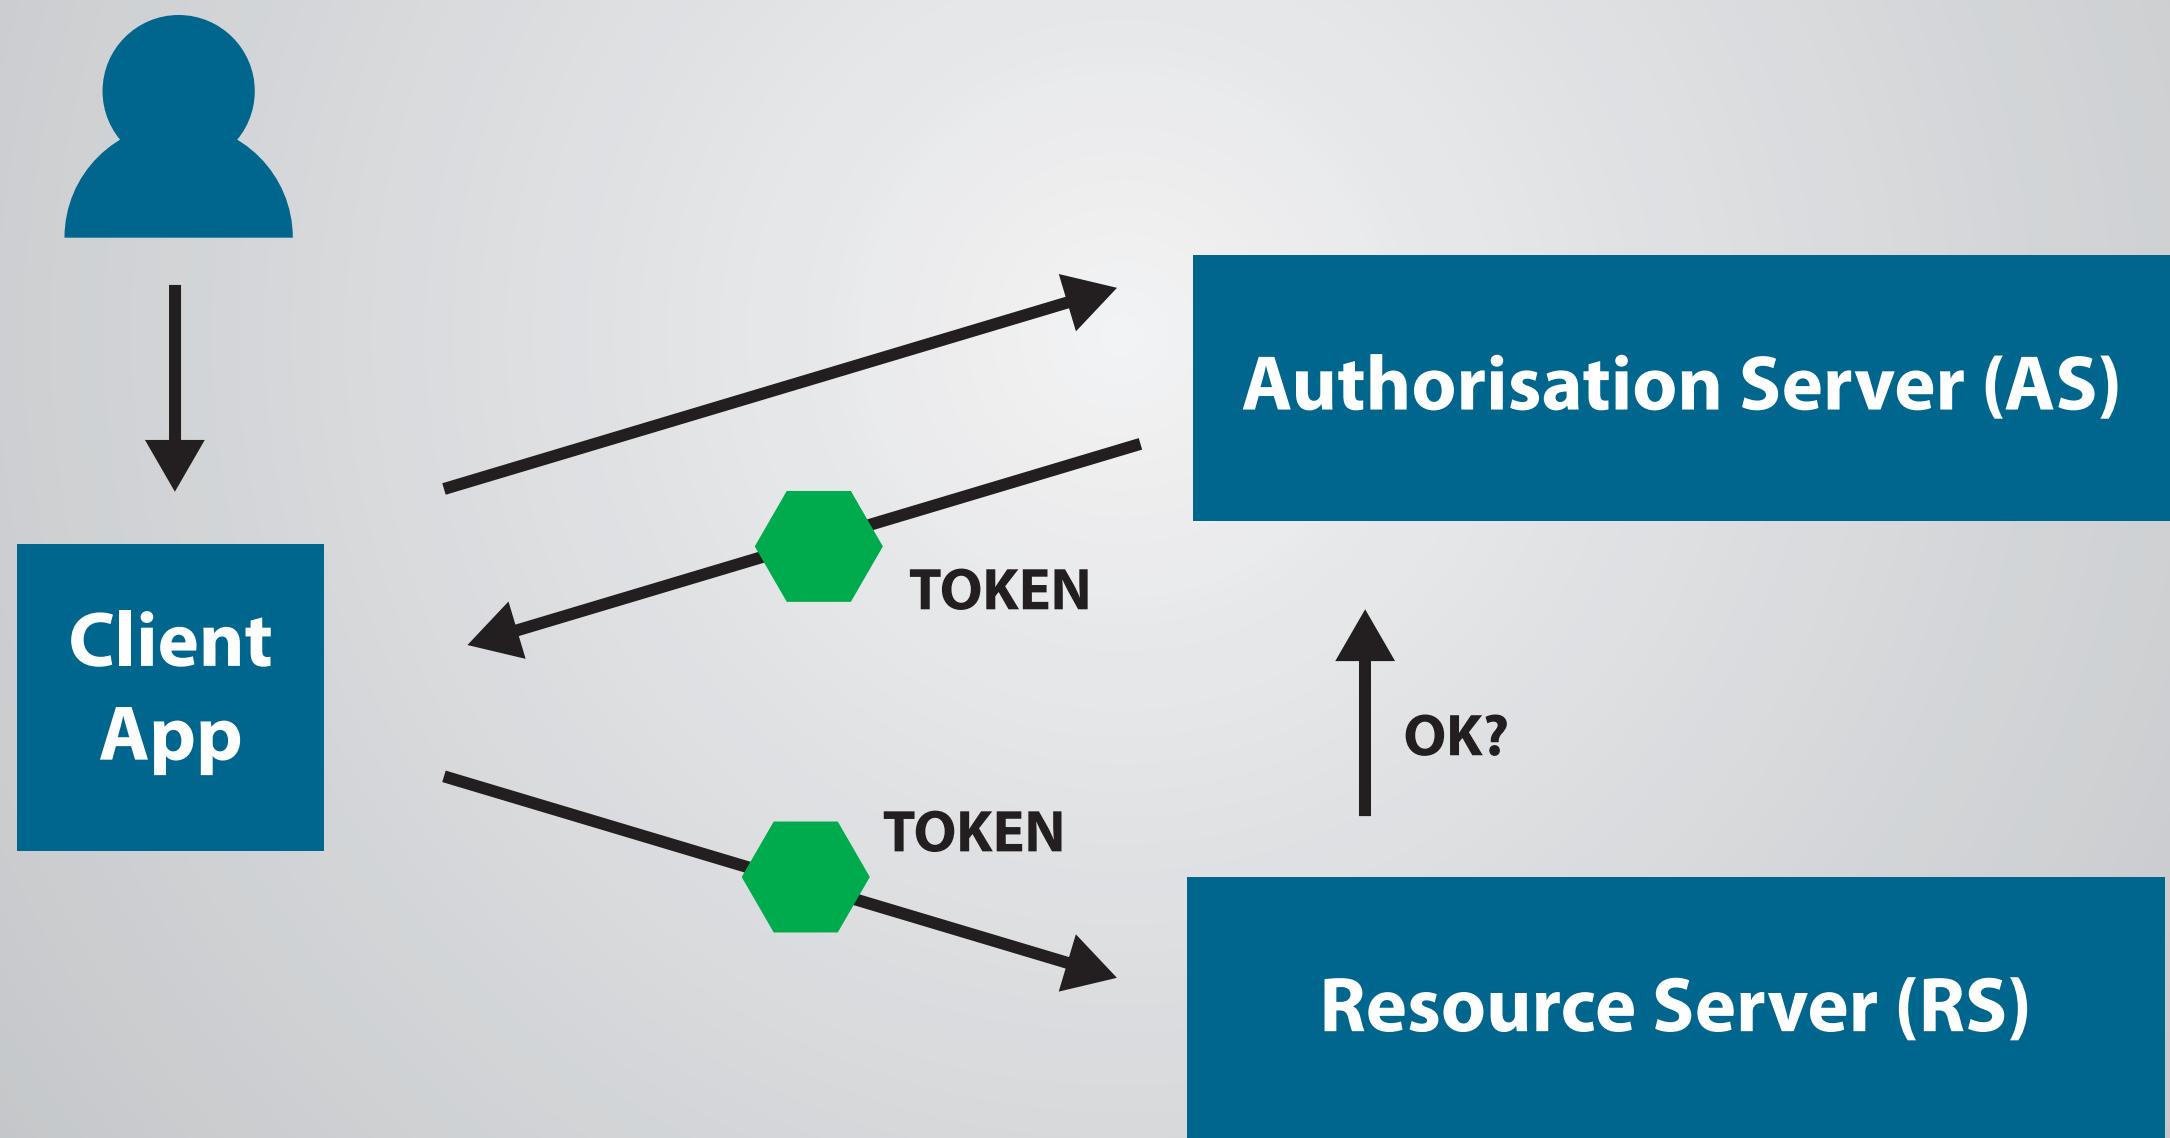 Authorisation Server (AS)
TOKEN
Client
App
OK?
TOKEN
Resource Server (RS)